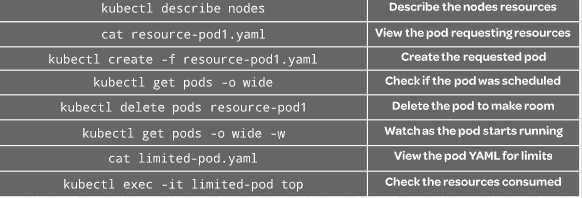 kubectl describe nodes Describe the nodes resources
cat resource-pod1.yaml View the pod requesting resources
kubectl create -f resource-pod1.yaml Create the requested pod
kubectl get pods -o wide Check if the pod was scheduled
kubectl delete pods resource-pod1 Delete the pod to make room
kubectl get pods -o wide -w Watch as the pod starts running
cat limited-pod.yaml View the pod YAML for limits
kubectl exec -it limited-pod top Check the resources consumed